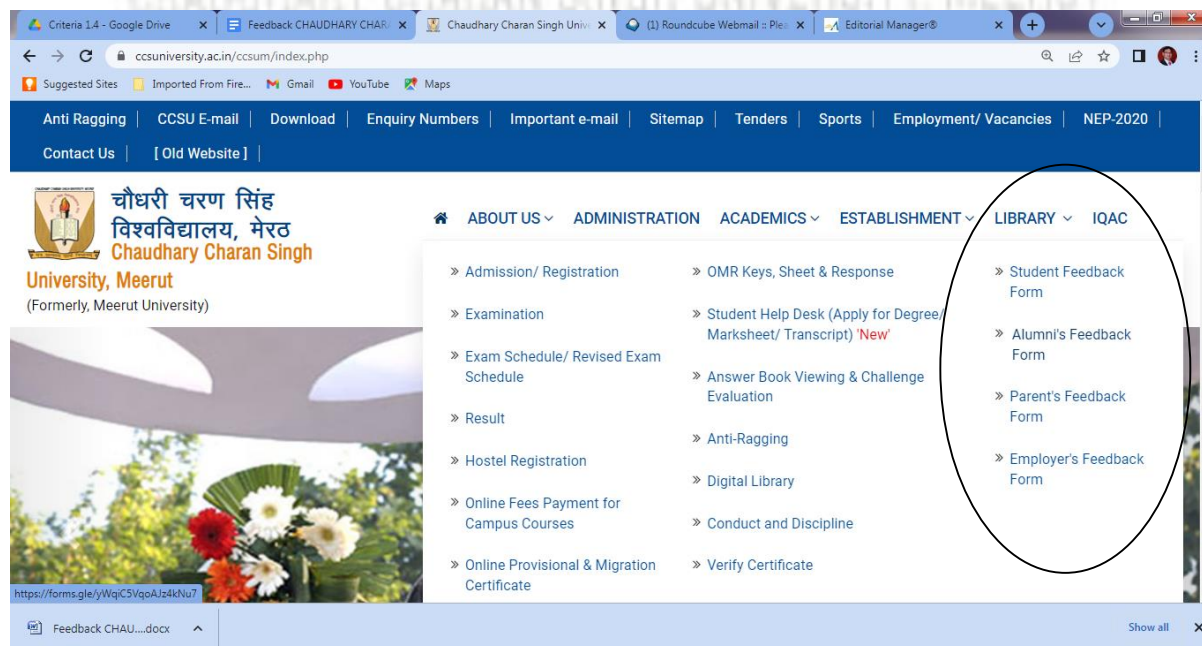 Criteria 1.4 - Google Drive
Feedback CHAUDHARY CHAR
Chaudhary Charan Singh Unive
(1) Roundcube Webmail :: Plea
Editorial Manager®
ccsuniversity.ac.in/ccsum/index.php
Suggested Sites Imported From Fire... Gmail YouTube Maps
Anti Ragging | CCSU E-mail | Download | Enquiry Numbers | Important e-mail | Sitemap | Tenders | Sports | Employment/ Vacancies | NEP-2020 |
Contact Us | [ Old Website ] |
चौधरी चरण सिंह
विश्वविद्यालय, मेरठ
Chaudhary Charan Singh
University, Meerut
(Formerly, Meerut University)
ABOUT US ADMINISTRATION ACADEMICS ESTABLISHMENT LIBRARY IQAC
» Admission/ Registration
» Examination
» Exam Schedule/ Revised Exam
Schedule
» Result
» Hostel Registration
» Online Fees Payment for
Campus Courses
» Online Provisional & Migration
Certificate
» OMR Keys, Sheet & Response
» Student Help Desk (Apply for Degree/
Marksheet/ Transcript) 'New'
» Answer Book Viewing & Challenge
Evaluation
» Anti-Ragging
» Digital Library
» Conduct and Discipline
» Verify Certificate
» Student Feedback
Form
» Alumni's Feedback
Form
» Parent's Feedback
Form
» Employer's Feedback
Form
https://forms.gle/yWqiC5VqoAJz4kNu7
Feedback CHAU....docx
Show all